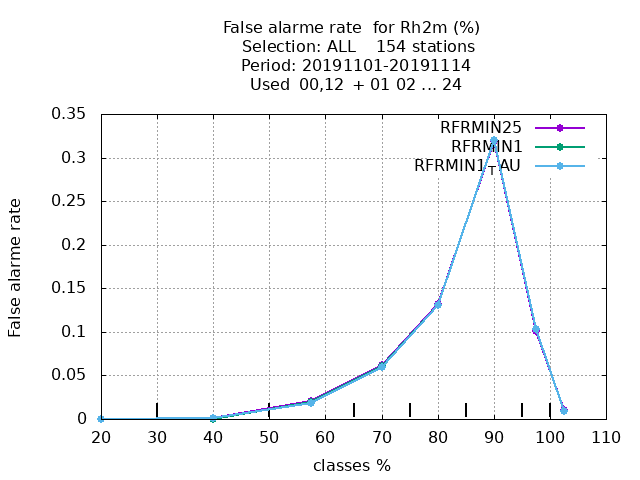 False alarme rate for Rh2m (%)
Selection: ALL 154 stations
Period: 20191101-20191114
Used 00,12 + 01 02 ... 24
0.35
0.3
0.25
0.2
0.15
0.1
0.05
0
False alarme rate
RFRMIN25
RFRMIN1
RFRMIN1_AU
20 30 40 50 60 70 80 90 100 110
classes %